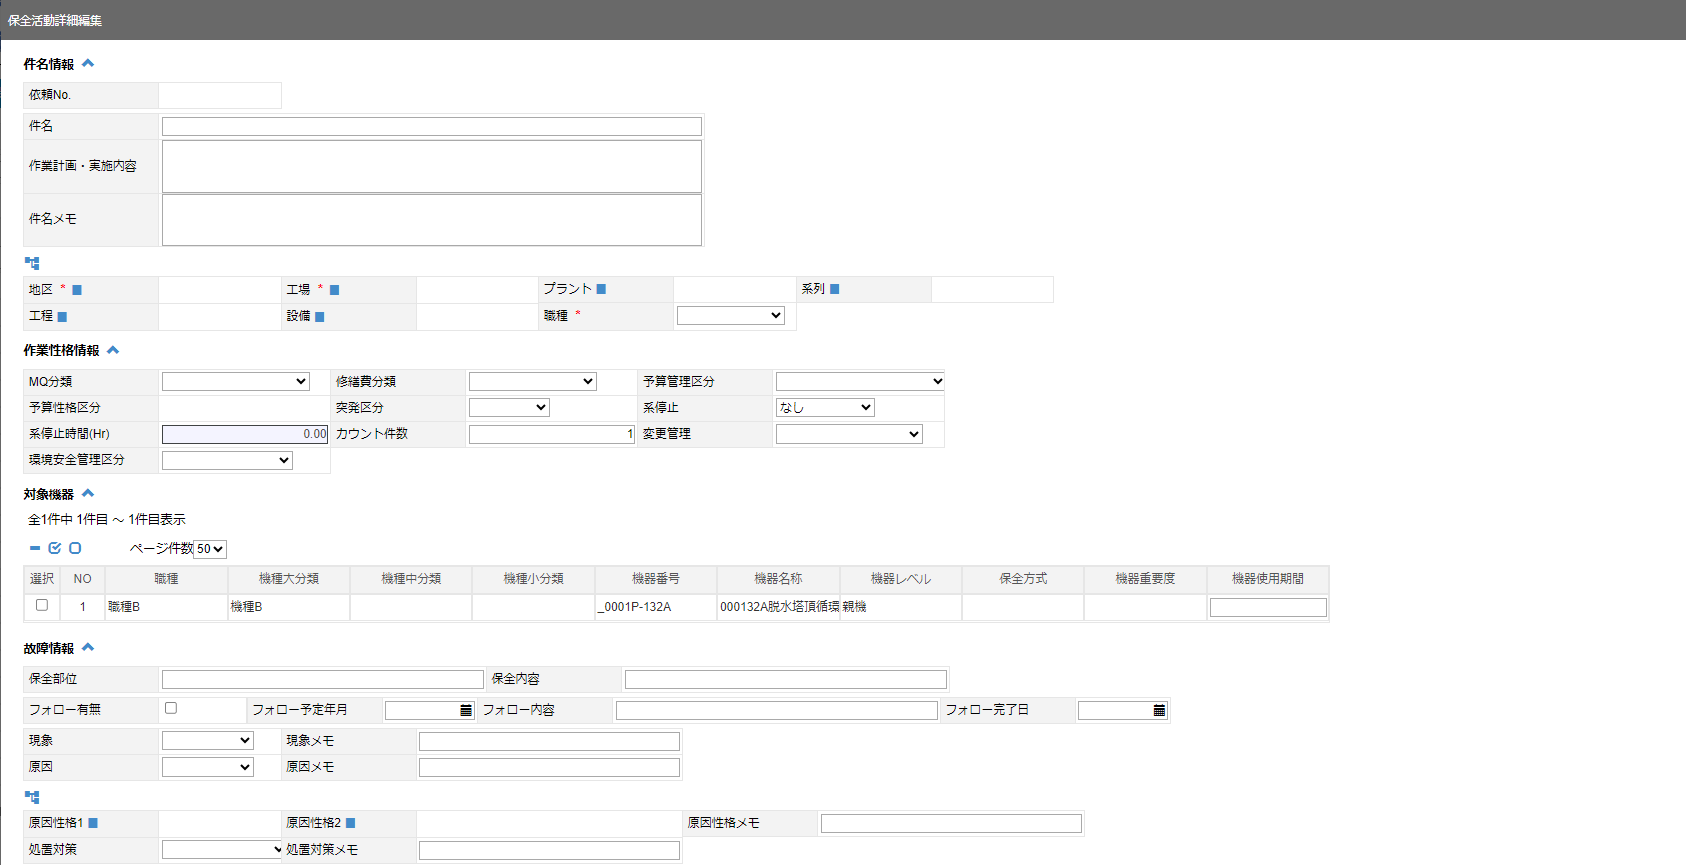 保全活動詳細編集
件名情報
依頼No.
件名
作業計画・実施内容
件名メモ
地区 * 工場 * プラント 系列
工程 設備 職種 *
作業性格情報
MQ分類 修繕費分類 予算管理区分
予算性格区分 突発区分 系停止 なし
系停止時間(Hr) 0.00 カウント件数 1 変更管理
環境安全管理区分
対象機器
全1件中 1件目 ～ 1件目表示
ページ件数 50
選択 NO 職種 機種大分類 機種中分類 機種小分類 機器番号 機器名称 機器レベル 保全方式 機器重要度 機器使用期間
1 職種B 機種B _0001P-132A 000132A脱水塔頂循環 親機
故障情報
保全部位 保全内容
フォロー有無 フォロー予定年月 フォロー内容 フォロー完了日
現象 現象メモ
原因 原因メモ
原因性格1 原因性格2 原因性格メモ
処置対策 処置対策メモ